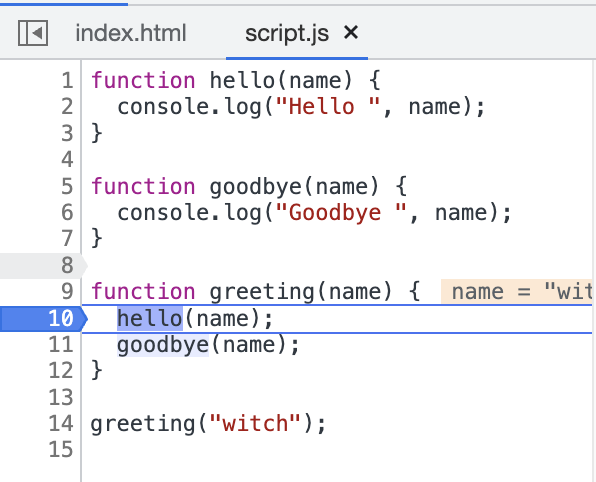 index.html script.js ×
1 function hello(name) {
2 console.log("Hello ", name);
3 }
4
5 function goodbye(name) {
6 console.log("Goodbye ", name);
7 }
8
9 function greeting(name) { name = "wit
10 hello(name);
11 goodbye(name);
12 }
13
14 greeting("witch");
15